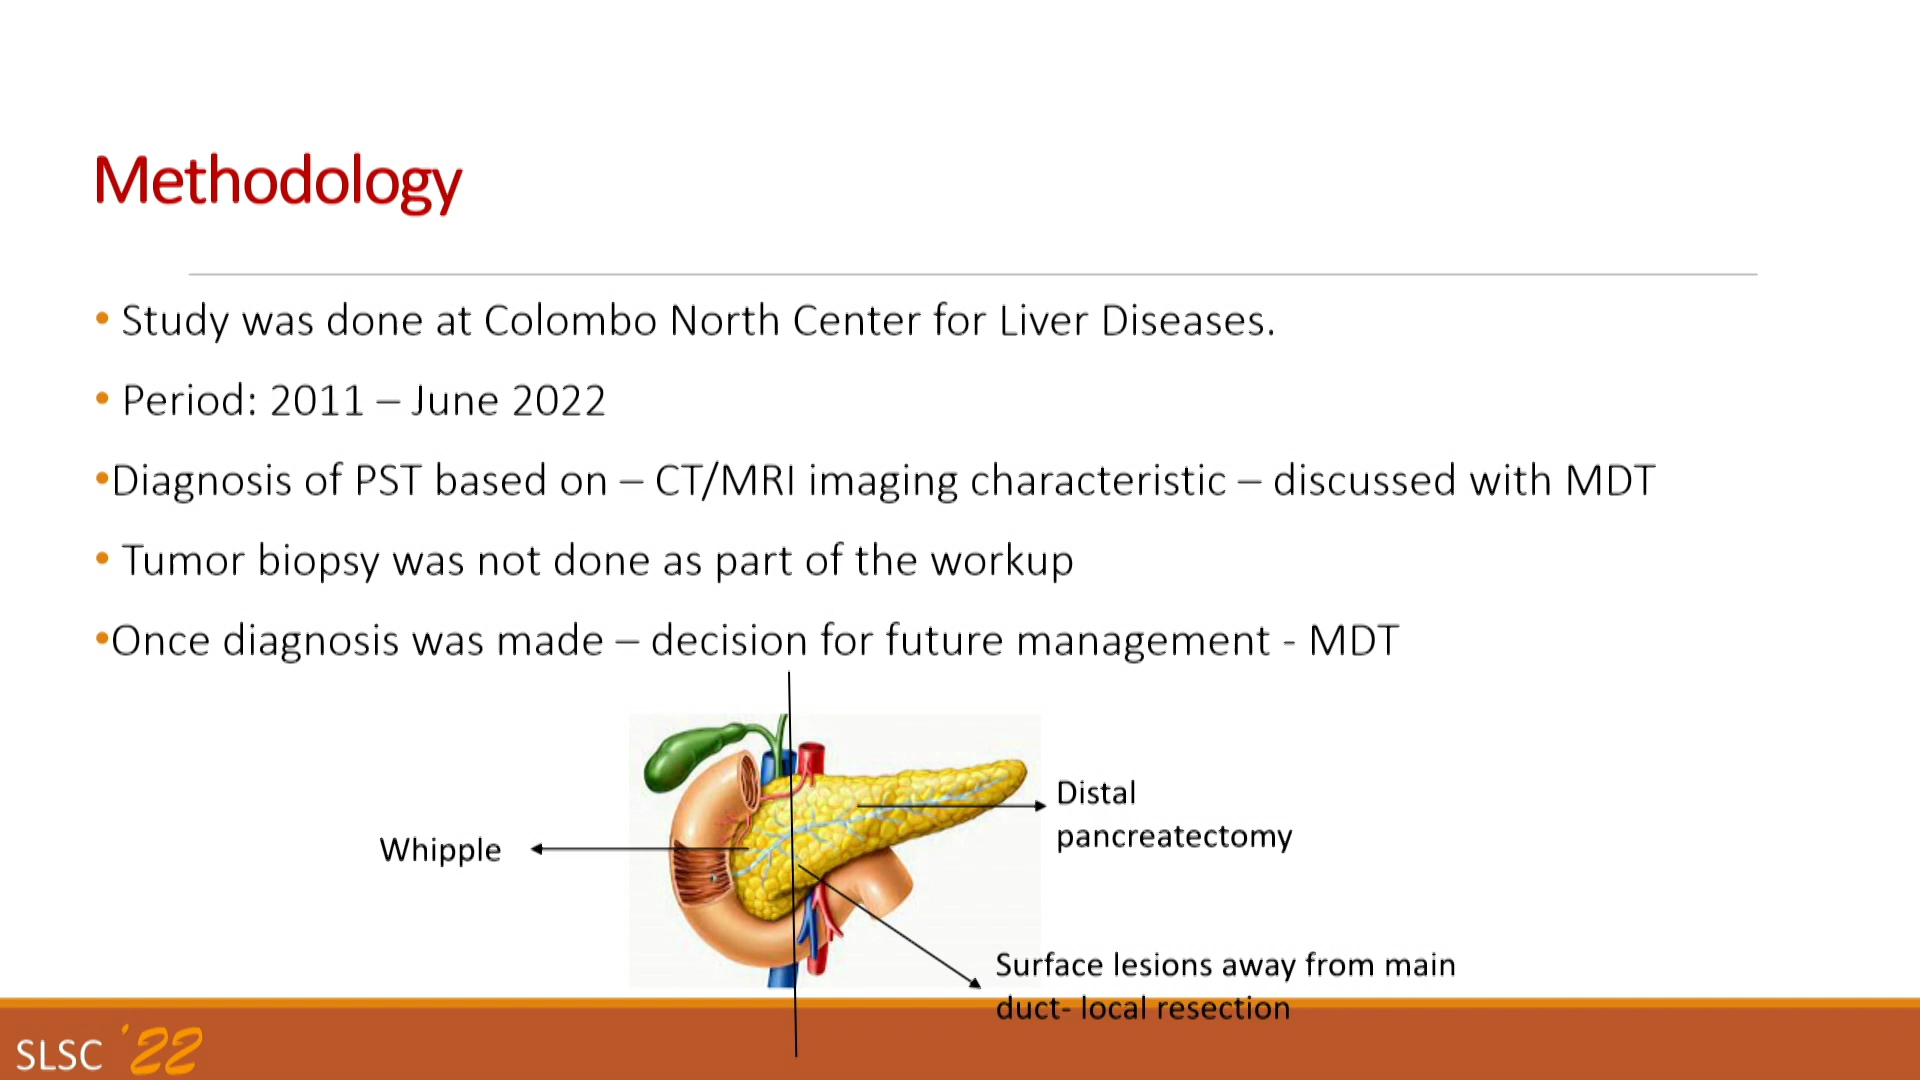 Methodology
• Study was done at Colombo North Center for Liver Diseases.
• Period: 2011 – June 2022
•Diagnosis of PST based on – CT/MRI imaging characteristic – discussed with MDT
• Tumor biopsy was not done as part of the workup
•Once diagnosis was made – decision for future management - MDT
Whipple
Distal
pancreatectomy
Surface lesions away from main
duct- local resection
SLSC '22